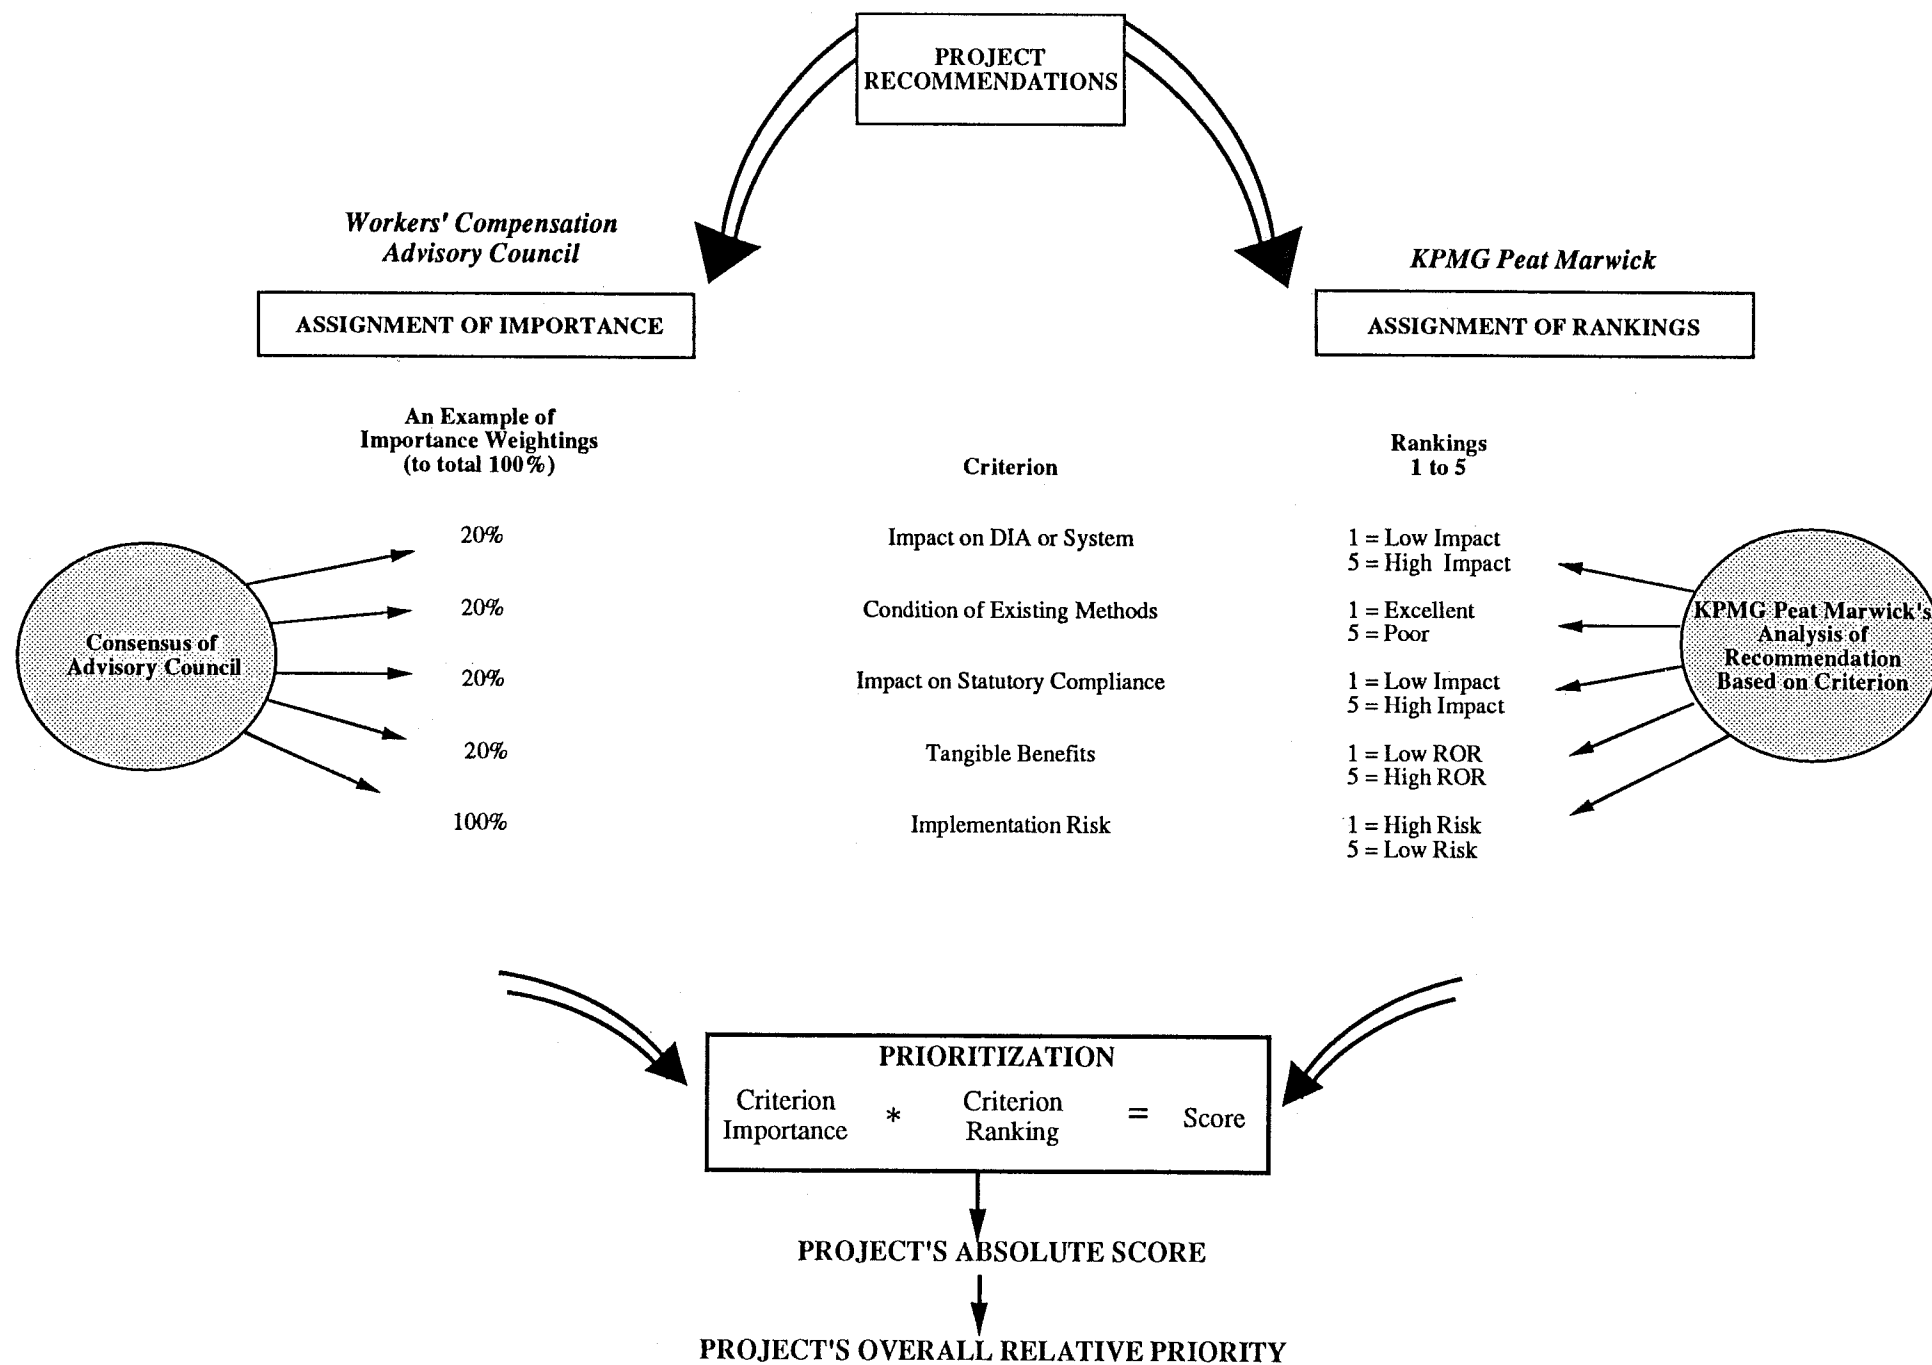 PROJECT
RECOMMENDATIONS
Workers' Compensation
Advisory Council
KPMG Peat Marwick
ASSIGNMENT OF IMPORTANCE
ASSIGNMENT OF RANKINGS
An Example of
Importance Weightings
(to total 100%)
Criterion
Rankings
1 to 5
Consensus of
Advisory Council
20%
Impact on DIA or System
1 = Low Impact
5 = High Impact
20%
Condition of Existing Methods
1 = Excellent
5 = Poor
20%
Impact on Statutory Compliance
1 = Low Impact
5 = High Impact
20%
Tangible Benefits
1 = Low ROR
5 = High ROR
100%
Implementation Risk
1 = High Risk
5 = Low Risk
KPMG Peat Marwick's
Analysis of
Recommendation
Based on Criterion
PRIORITIZATION
Criterion
Importance
*
Criterion
Ranking
=
Score
PROJECT'S ABSOLUTE SCORE
PROJECT'S OVERALL RELATIVE PRIORITY